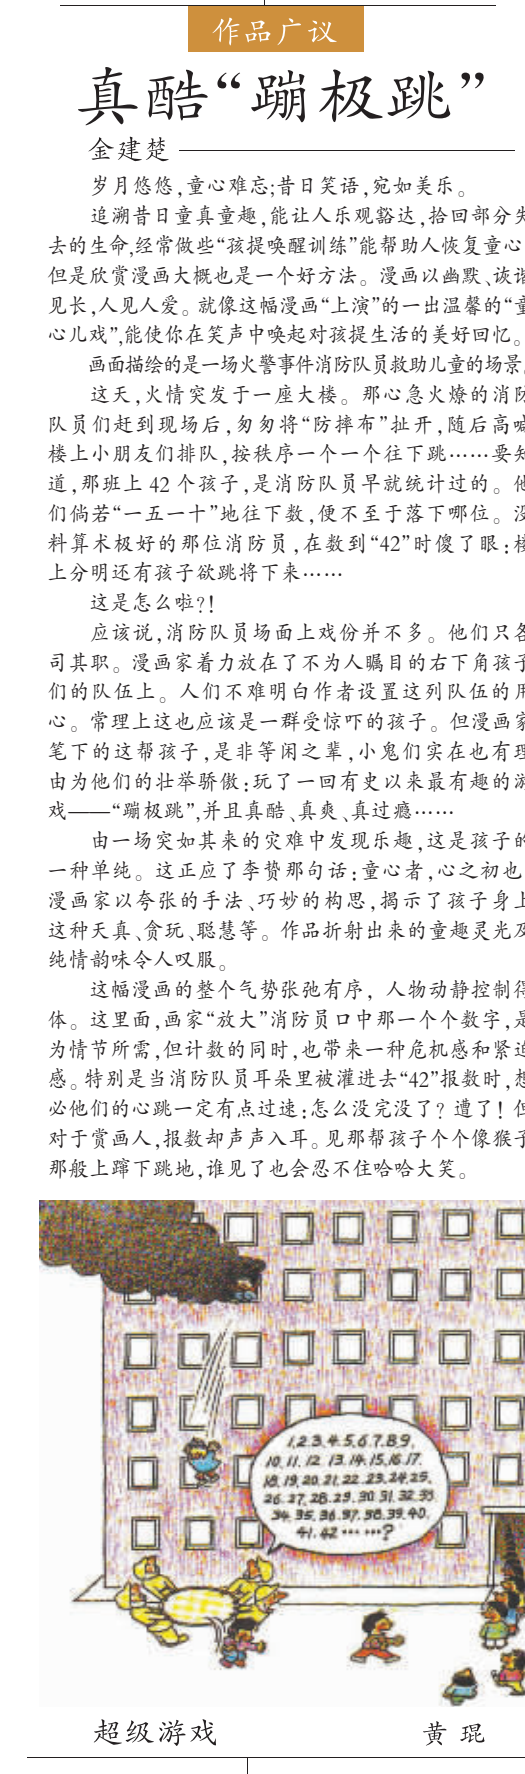 作品广议
真酷“蹦极跳”
金建楚
岁月悠悠,童心难忘;昔日笑语,宛如美乐。
追溯昔日童真童趣,能让人乐观豁达,拾回部分失
去的生命,经常做些“孩提唤醒训练”能帮助人恢复童心
但是欣赏漫画大概也是一个好方法。漫画以幽默、诙谐
见长,人见人爱。就像这幅漫画“上演”的一出温馨的“童
心儿戏”,能使你在笑声中唤起对孩提生活的美好回忆。
画面描绘的是一场火警事件消防队员救助儿童的场景
这天,火情突发于一座大楼。那心急火燎的消防
队员们赶到现场后,匆匆将“防摔布”扯开,随后高喊
楼上小朋友们排队,按秩序一个一个往下跳……要知
道,那班上 42 个孩子,是消防队员早就统计过的。他
们倘若“一五一十”地往下数,便不至于落下哪位。没
料算术极好的那位消防员,在数到“42”时傻了眼:楼
上分明还有孩子欲跳将下来……
这是怎么啦?!
应该说,消防队员场面上戏份并不多。他们只各
司其职。漫画家着力放在了不为人瞩目的右下角孩子
们的队伍上。人们不难明白作者设置这列队伍的用
心。常理上这也应该是一群受惊吓的孩子。但漫画家
笔下的这帮孩子,是非等闲之辈,小鬼们实在也有理
由为他们的壮举骄傲:玩了一回有史以来最有趣的游
戏——“蹦极跳”,并且真酷、真爽、真过瘾……
由一场突如其来的灾难中发现乐趣,这是孩子的
一种单纯。这正应了李贽那句话:童心者,心之初也
漫画家以夸张的手法、巧妙的构思,揭示了孩子身上
这种天真、贪玩、聪慧等。作品折射出来的童趣灵光及
纯情韵味令人叹服。
这幅漫画的整个气势张弛有序,人物动静控制得
体。这里面,画家“放大”消防员口中那一个个数字,是
为情节所需,但计数的同时,也带来一种危机感和紧迫
感。特别是当消防队员耳朵里被灌进去“42”报数时,想
必他们的心跳一定有点过速:怎么没完没了?遭了!但
对于赏画人,报数却声声入耳。见那帮孩子个个像猴子
那般上蹿下跳地,谁见了也会忍不住哈哈大笑。
1.2.3.4.5.6.7.8.9.
10.11.12.13.14.15.16.17.
18.19.20.21.22.23.24.25.
26.27.28.29.30.31.32.33
34.35.36.37.38.39.40.
41.42……?
超级游戏 黄琨